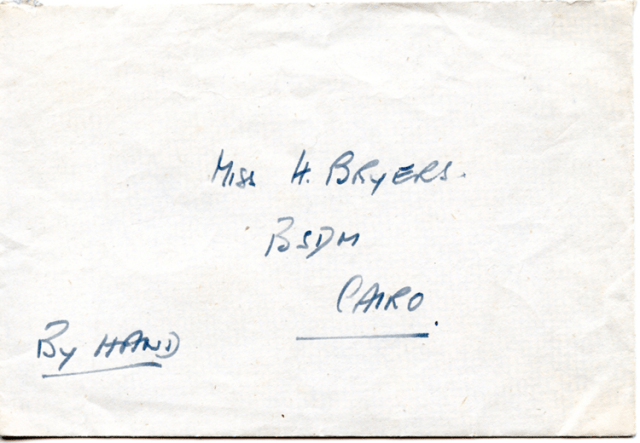 Miss H. BRYERS.
BSDM
CAIRO.
By HAND